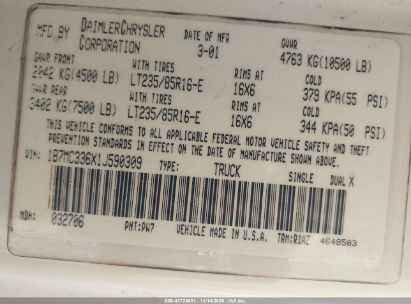 MFG BY DAIMLERCHRYSLER CORPORATION DATE OF MFR 3-01 GVWR 4763 KG(10500 LB)
GAWR FRONT WITH TIRES RIMS AT COLD
2042 KG(4500 LB) LT235/85R16-E 16X6 379 KPA(55 PSI)
GAWR REAR WITH TIRES RIMS AT COLD
3402 KG(7500 LB) LT235/85R16-E 16X6 344 KPA(50 PSI)
THIS VEHICLE CONFORMS TO ALL APPLICABLE FEDERAL MOTOR VEHICLE SAFETY AND THEFT
PREVENTION STANDARDS IN EFFECT ON THE DATE OF MANUFACTURE SHOWN ABOVE.
VIN: 1B7MC336X1J590309 TYPE: TRUCK SINGLE DUAL X
MDH: 032706 PNT:PW7 VEHICLE MADE IN U.S.A. TRM:R1AZ 4648503